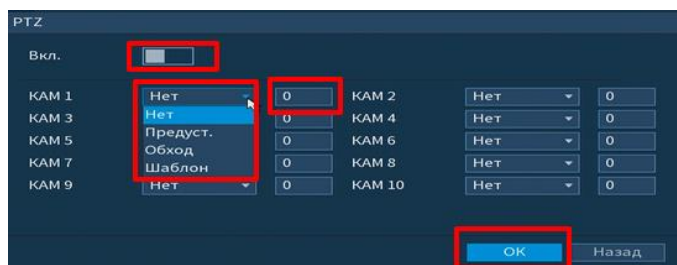 PTZ
Вкл.
КАМ 1 Нет 0 КАМ 2 Нет 0
КАМ 3 Нет 0 КАМ 4 Нет 0
КАМ 5 Предуст. 0 КАМ 6 Нет 0
Обход
КАМ 7 Шаблон 0 КАМ 8 Нет 0
КАМ 9 Нет 0 КАМ 10 Нет 0
ОК Назад